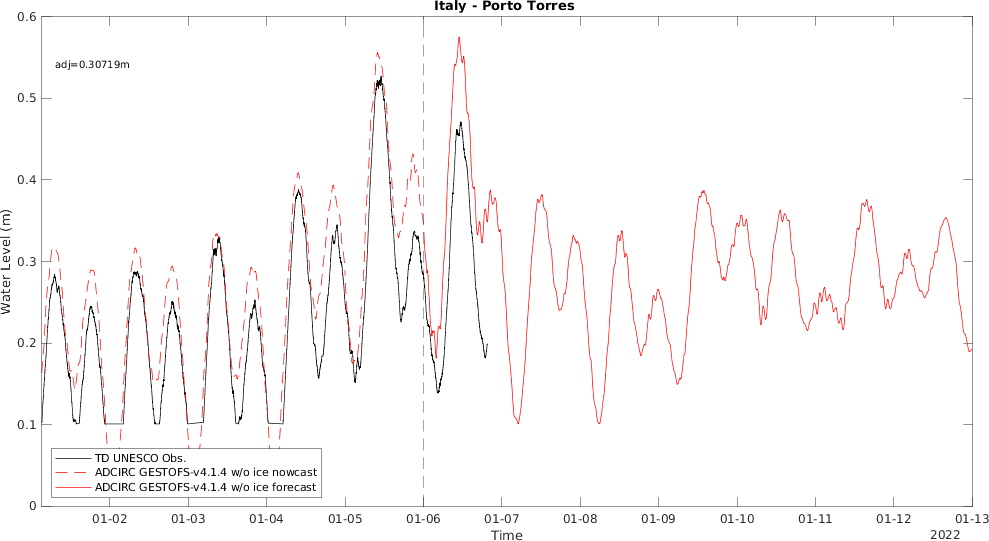 Italy - Porto Torres
adj=0.30719m
Water Level (m)
0.6
0.5
0.4
0.3
0.2
0.1
0
TD UNESCO Obs.
ADCIRC GESTOFS-v4.1.4 w/o ice nowcast
ADCIRC GESTOFS-v4.1.4 w/o ice forecast
01-02 01-03 01-04 01-05 01-06 01-07 01-08 01-09 01-10 01-11 01-12 01-13
Time
2022